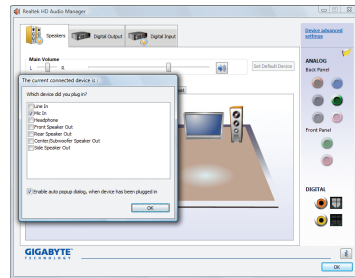 Realtek HD Audio Manager
Speakers
Digital Output
Digital Input
Device advanced
settings
Main Volume
L
R
Set Default Device
ANALOG
Back Panel
The current connected device is :
Which device did you plug in?
Line In
Mic In
Headphone
Front Speaker Out
Rear Speaker Out
Center/Subwoofer Speaker Out
Side Speaker Out
Enable auto popup dialog, when device has been plugged in
OK
Front Panel
DIGITAL
GIGABYTE
TECHNOLOGY
OK